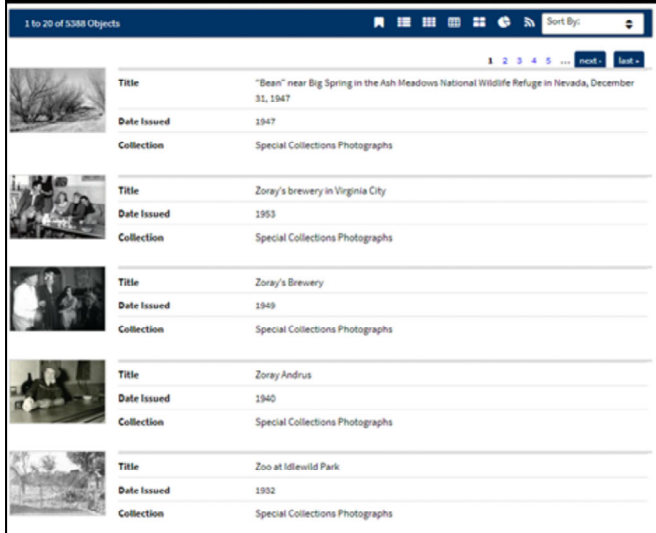 1 to 20 of 5388 Objects
Sort By:
1 2 3 4 5 ... next › last »
Title "Bean" near Big Spring in the Ash Meadows National Wildlife Refuge in Nevada, December
31, 1947
Date Issued 1947
Collection Special Collections Photographs
Title Zoray's brewery in Virginia City
Date Issued 1953
Collection Special Collections Photographs
Title Zoray's Brewery
Date Issued 1949
Collection Special Collections Photographs
Title Zoray Andrus
Date Issued 1940
Collection Special Collections Photographs
Title Zoo at Idlewild Park
Date Issued 1932
Collection Special Collections Photographs